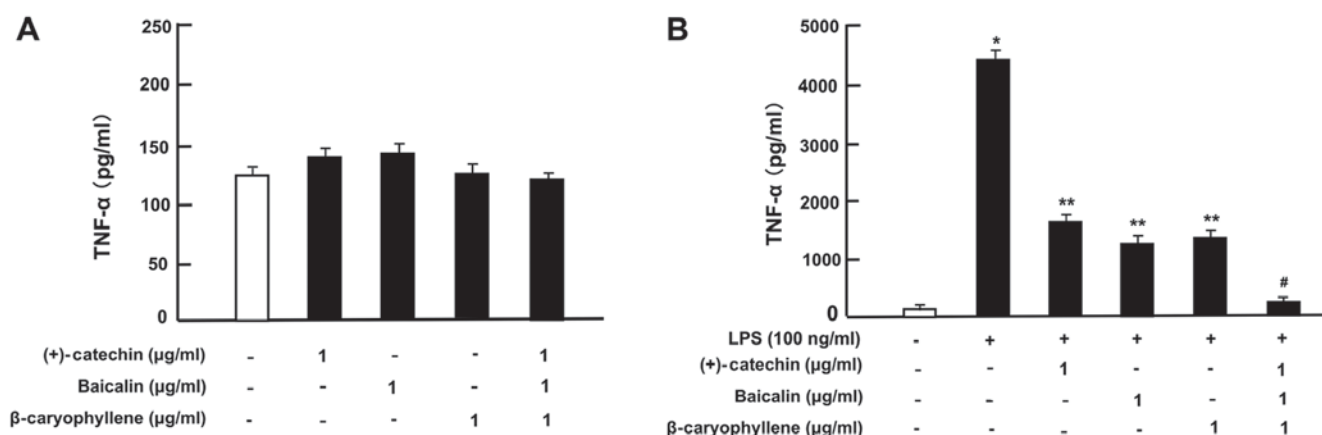 A
TNF-α (pg/ml)
250
200
150
100
50
0
(+)-catechin (µg/ml) - 1 - - 1
Baicalin (µg/ml) - - 1 - 1
β-caryophyllene (µg/ml) - - - 1 1
B
TNF-α (pg/ml)
5000
4000
3000
2000
1000
0
*
**
**
**
#
LPS (100 ng/ml) - + + + + +
(+)-catechin (µg/ml) - - 1 - - 1
Baicalin (µg/ml) - - - 1 - 1
β-caryophyllene (µg/ml) - - - - 1 1